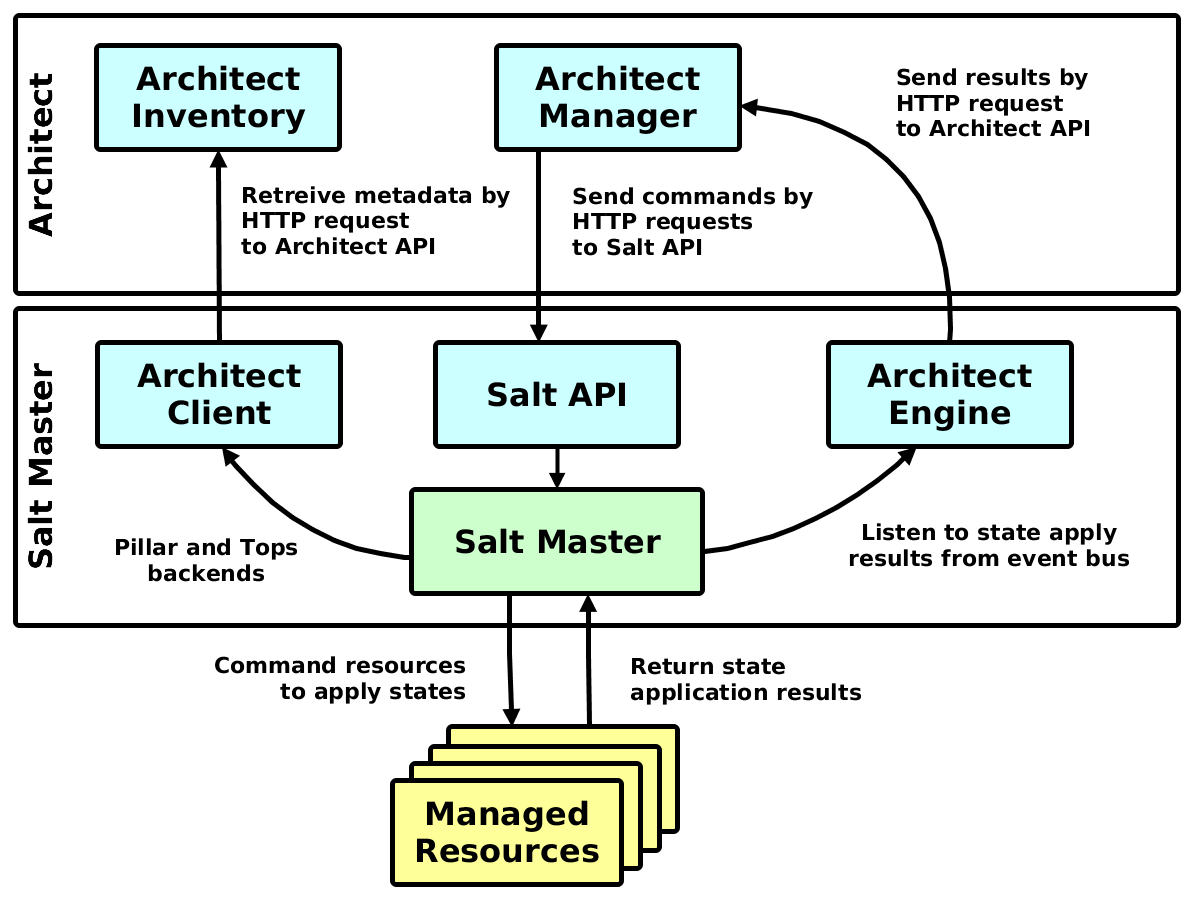 Architect
Architect
Inventory
Architect
Manager
Send results by
HTTP request
to Architect API
Retreive metadata by
HTTP request
to Architect API
Send commands by
HTTP requests
to Salt API
Salt Master
Architect
Client
Salt API
Architect
Engine
Salt Master
Pillar and Tops
backends
Listen to state apply
results from event bus
Command resources
to apply states
Return state
application results
Managed
Resources